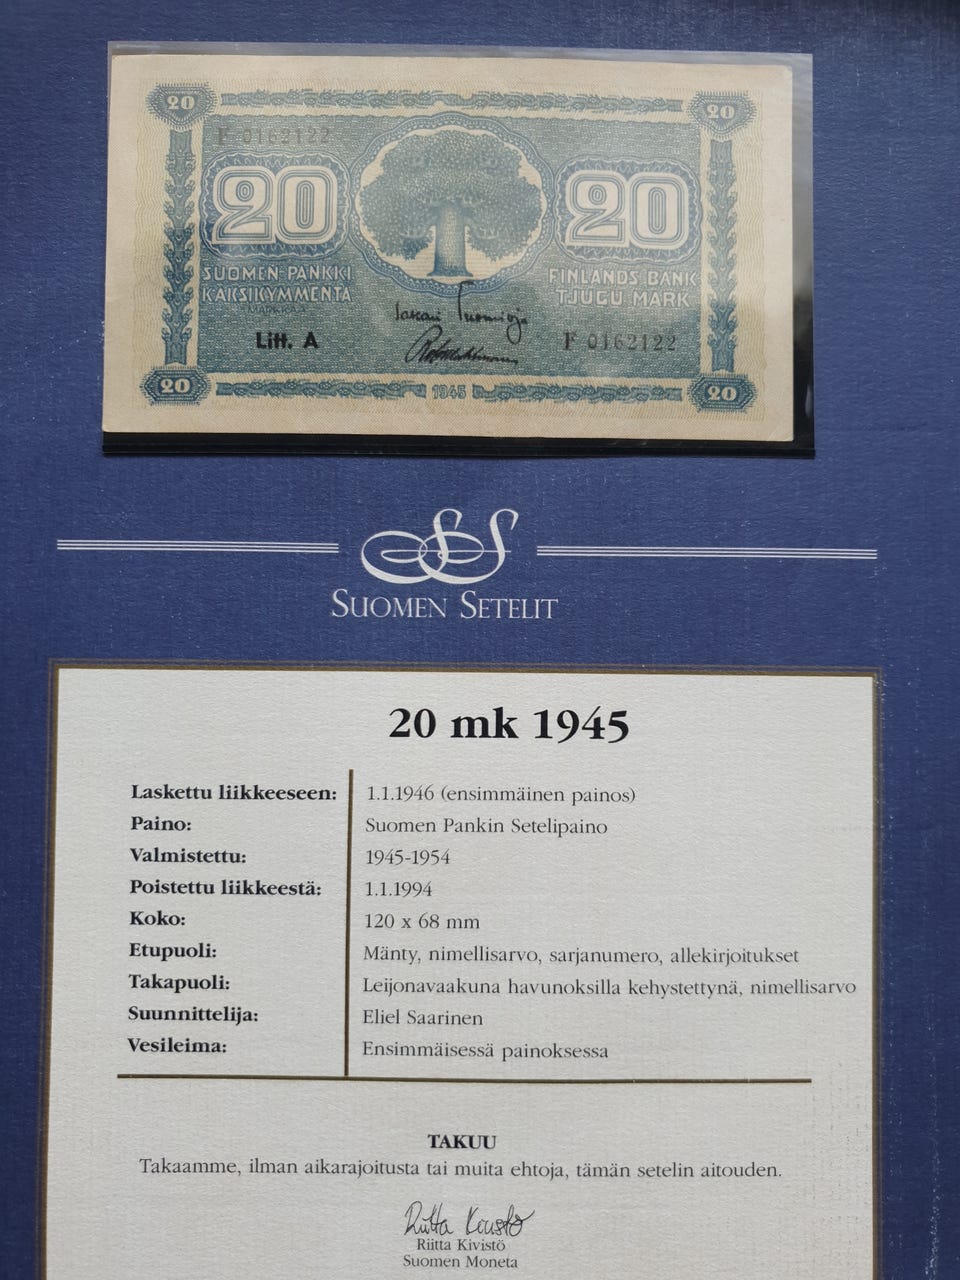 20 20
F 0162122
20 20
SUOMEN PANKKI FINLANDS BANK
KAKSIKYMMENTÄ TJUGU MARK
MARKKAA
Litt. A F 0162122
20 1945 20
SUOMEN SETELIT
20 mk 1945
Laskettu liikkeeseen: 1.1.1946 (ensimmäinen painos)
Paino: Suomen Pankin Setelipaino
Valmistettu: 1945-1954
Poistettu liikkeestä: 1.1.1994
Koko: 120 x 68 mm
Etupuoli: Mänty, nimellisarvo, sarjanumero, allekirjoitukset
Takapuoli: Leijonavaakuna havunoksilla kehystettynä, nimellisarvo
Suunnittelija: Eliel Saarinen
Vesileima: Ensimmäisessä painoksessa
TAKUU
Takaamme, ilman aikarajoitusta tai muita ehtoja, tämän setelin aitouden.
Riitta Kivistö
Riitta Kivistö
Suomen Moneta